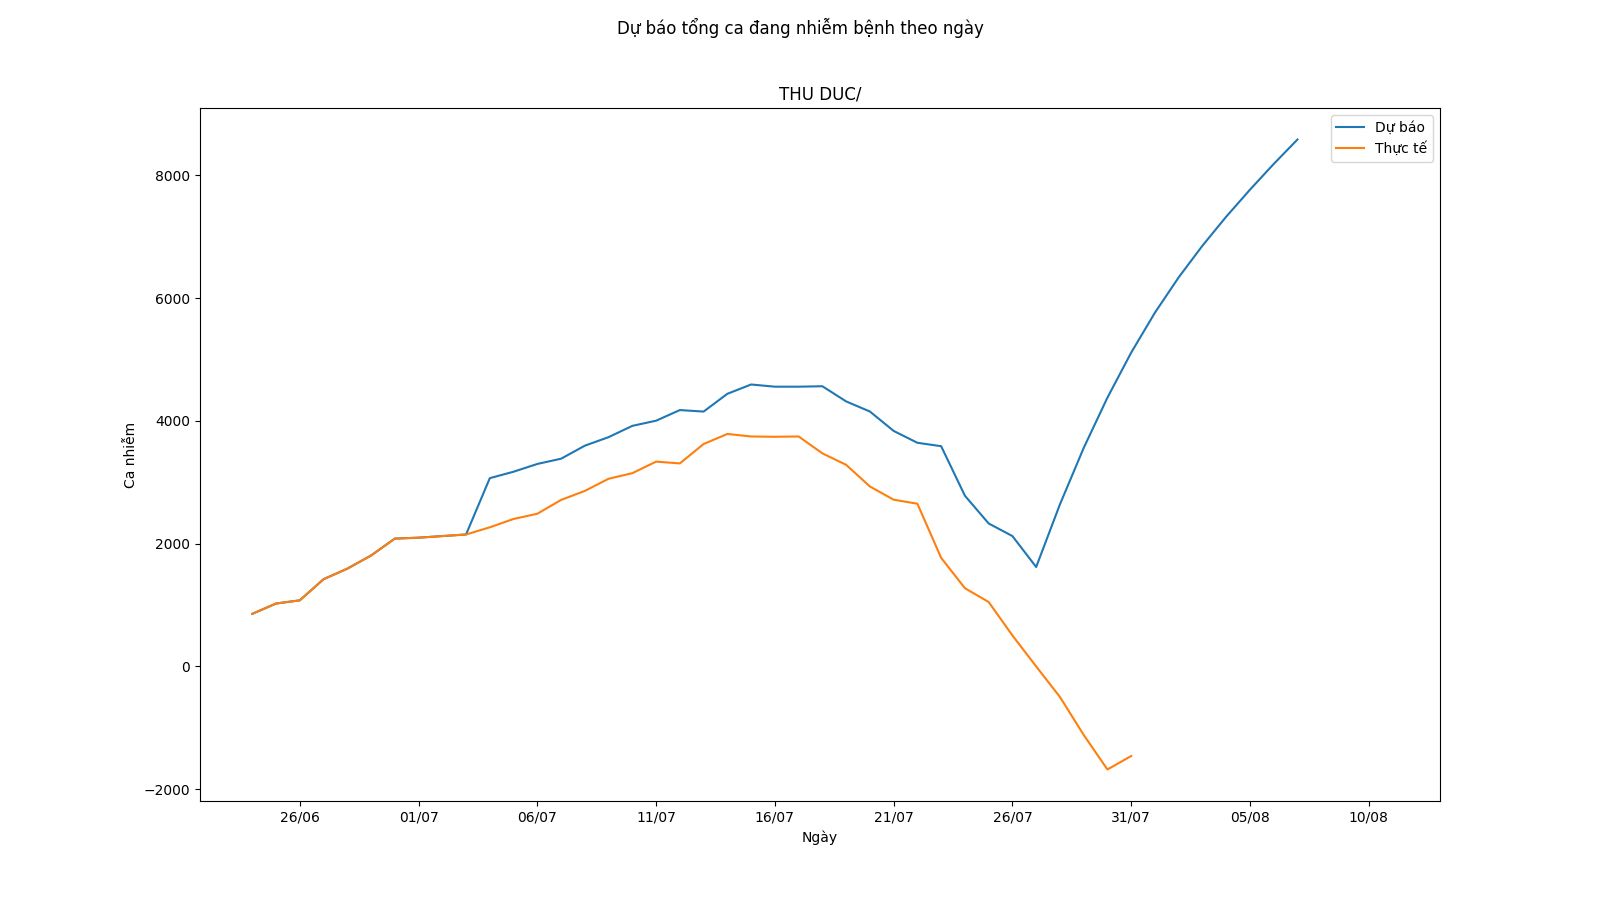 Dự báo tổng ca đang nhiễm bệnh theo ngày
THU DUC/
Dự báo
Thực tế
8000
6000
4000
2000
0
−2000
Ca nhiễm
26/06 01/07 06/07 11/07 16/07 21/07 26/07 31/07 05/08 10/08
Ngày